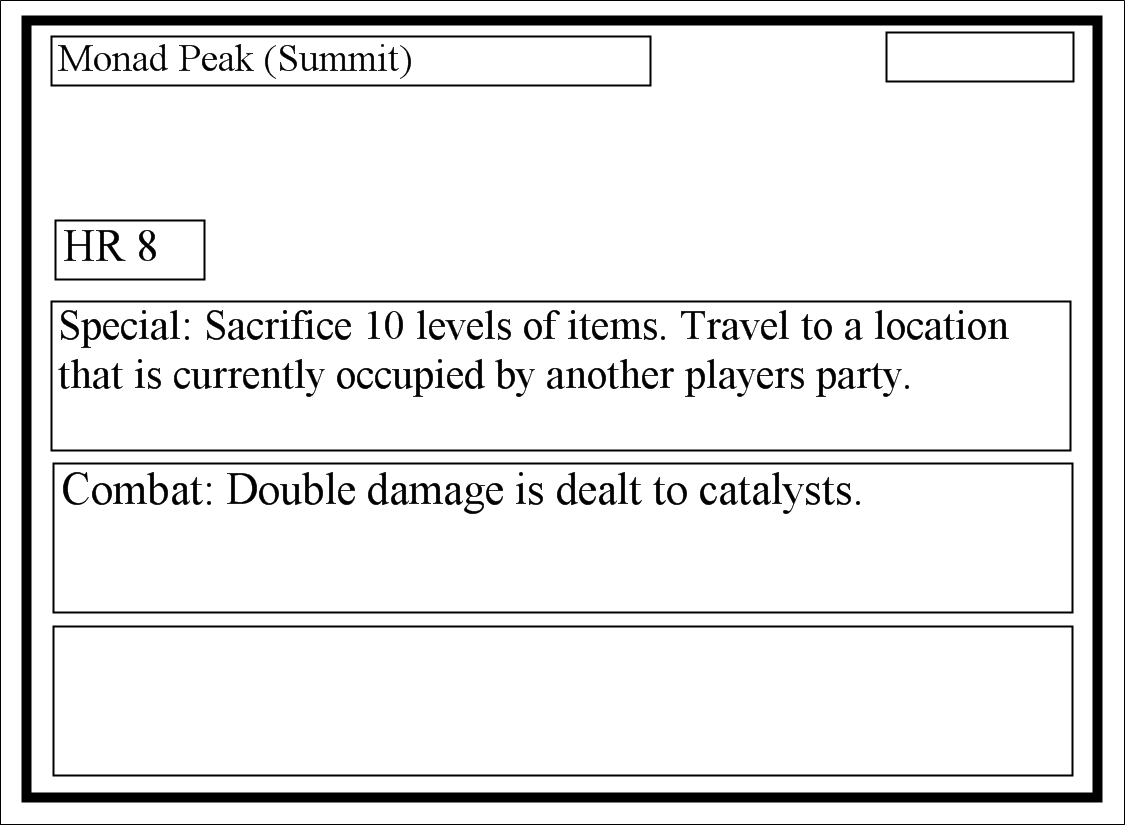 Monad Peak (Summit)
HR 8
Special: Sacrifice 10 levels of items. Travel to a location
that is currently occupied by another players party.
Combat: Double damage is dealt to catalysts.